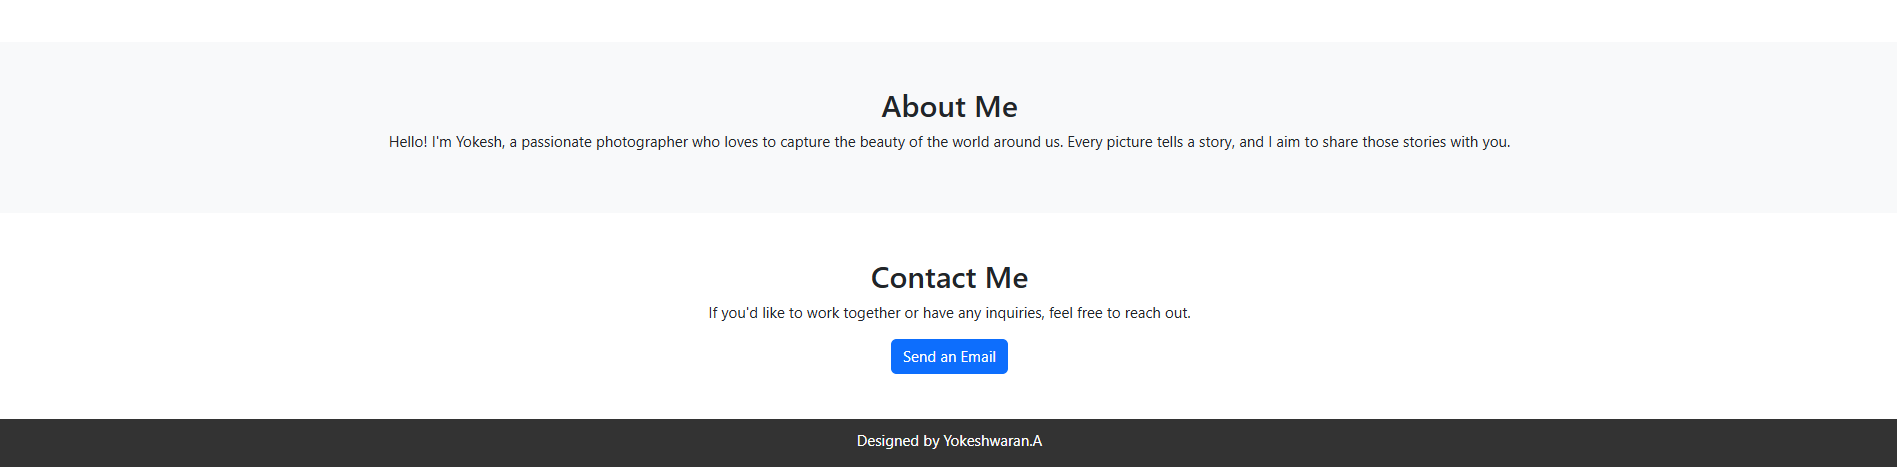 About Me
Hello! I'm Yokesh, a passionate photographer who loves to capture the beauty of the world around us. Every picture tells a story, and I aim to share those stories with you.
Contact Me
If you'd like to work together or have any inquiries, feel free to reach out.
Send an Email
Designed by Yokeshwaran.A